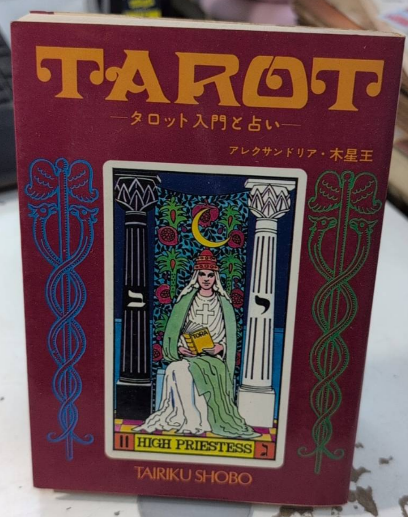 TAROT
—タロット入門と占い—
アレクサンドリア・木星王
ב
י
II HIGH PRIESTESS ג
TAIRIKU SHOBO